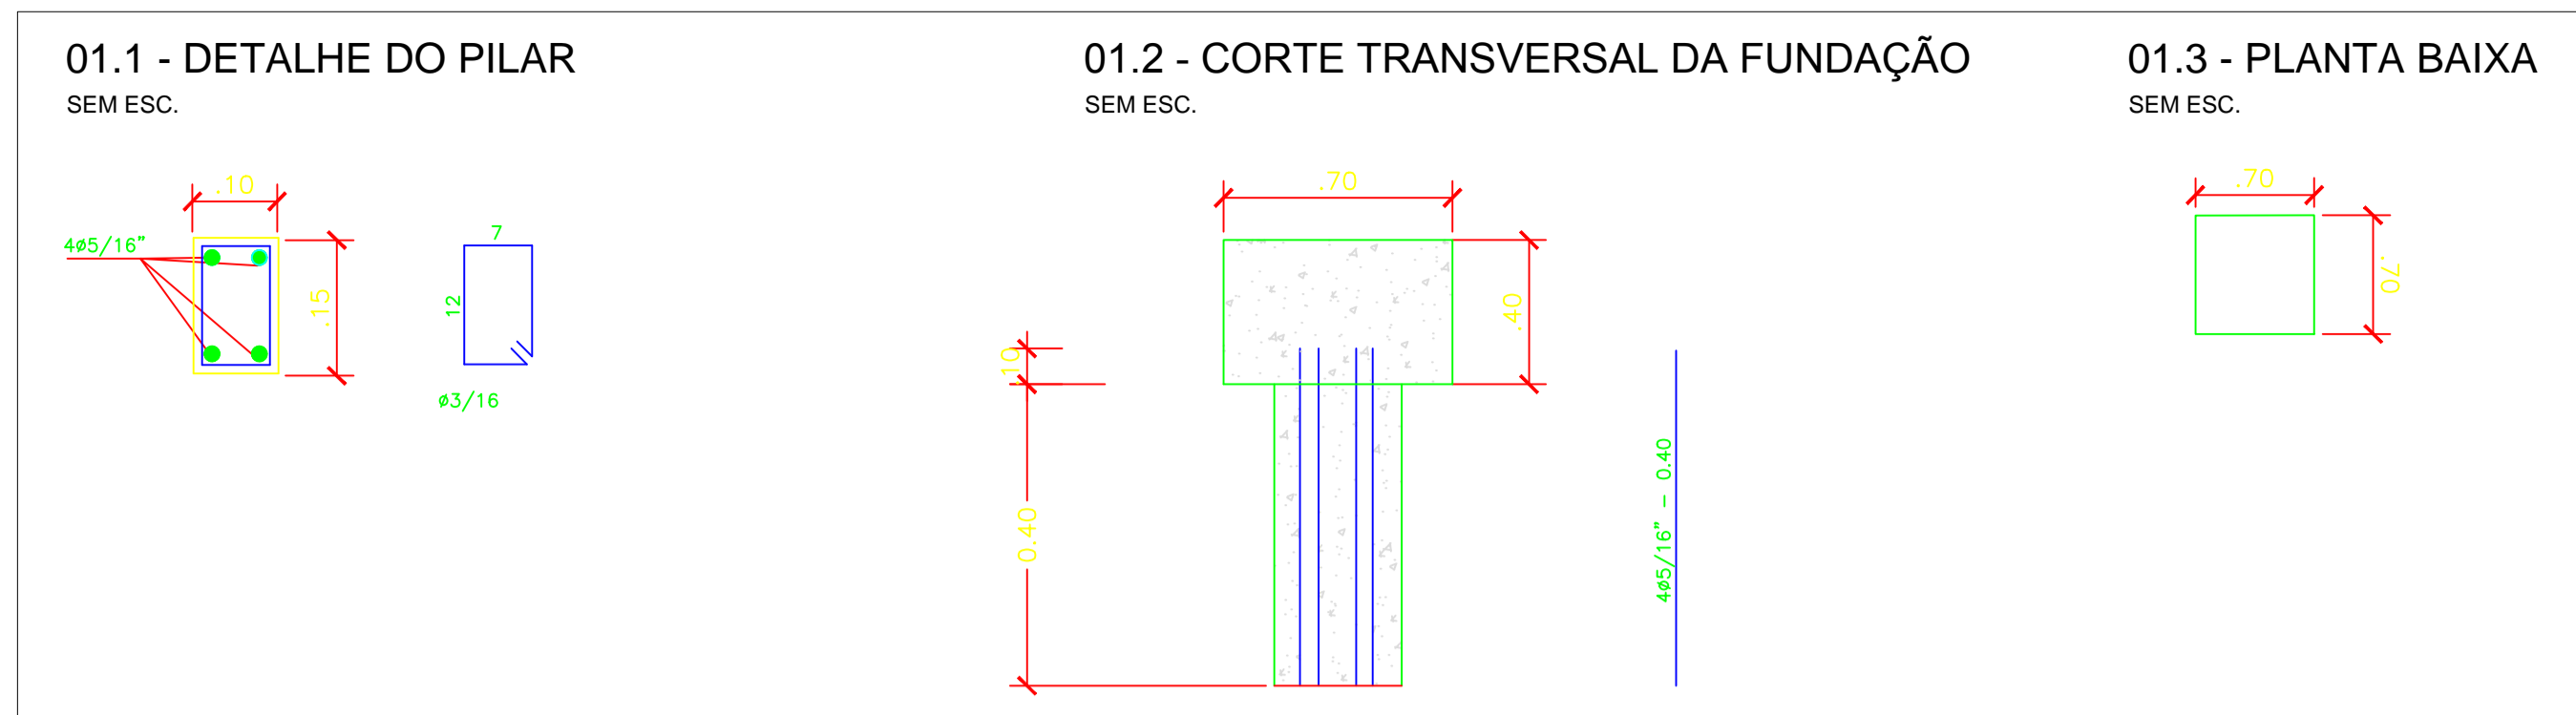 01.1 - DETALHE DO PILAR
SEM ESC.
.10
4ø5/16"
.15
7
12
ø3/16
01.2 - CORTE TRANSVERSAL DA FUNDAÇÃO
SEM ESC.
.70
.40
.10
0.40
4ø5/16" - 0.40
01.3 - PLANTA BAIXA
SEM ESC.
.70
.70